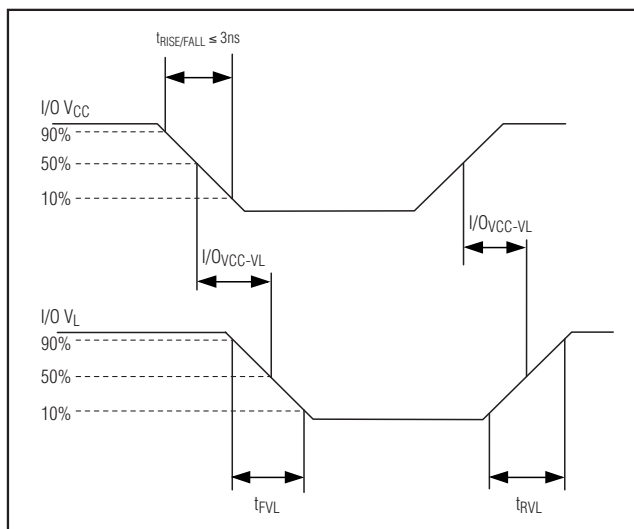 tRISE/FALL ≤ 3ns
I/O VCC
90%
50%
10%
I/OVCC-VL
I/OVCC-VL
I/O VL
90%
50%
10%
tFVL
tRVL